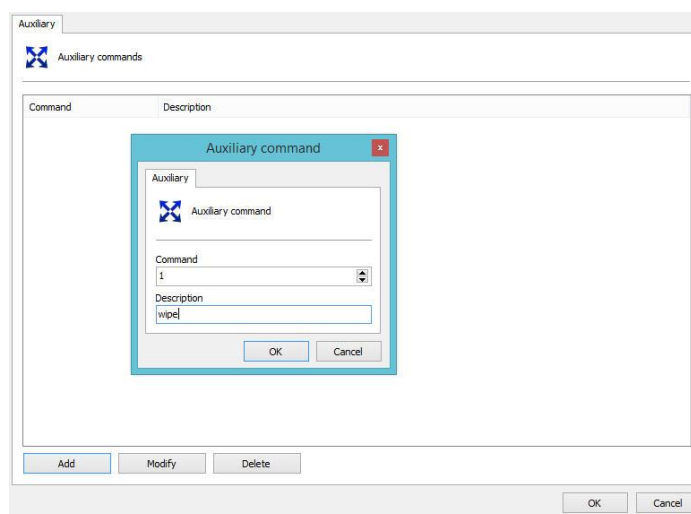 Auxiliary
Auxiliary commands
Command Description
Auxiliary command
x
Auxiliary
Auxiliary command
Command
1
Description
wipe
OK Cancel
Add Modify Delete
OK Cancel